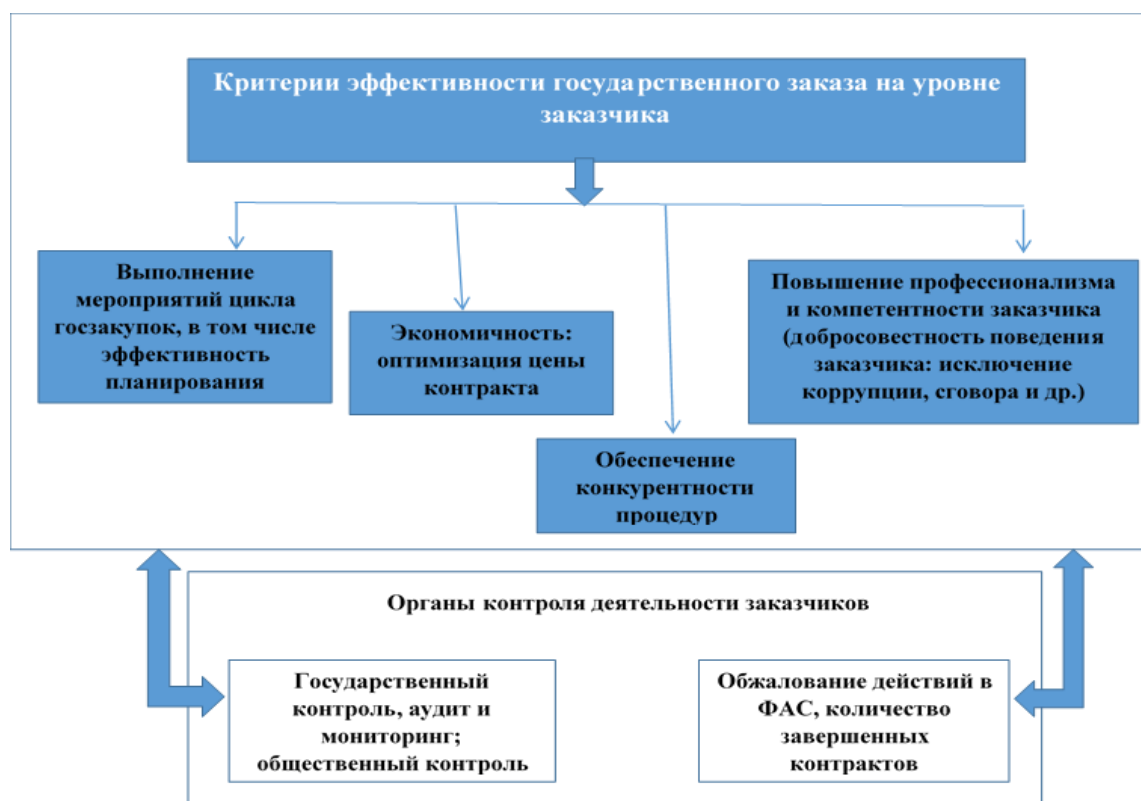 Критерии эффективности государственного заказа на уровне
заказчика
Выполнение
мероприятий цикла
госзакупок, в том числе
эффективность
планирования
Экономичность:
оптимизация цены
контракта
Обеспечение
конкурентности
процедур
Повышение профессионализма
и компетентности заказчика
(добросовестность поведения
заказчика: исключение
коррупции, сговора и др.)
Органы контроля деятельности заказчиков
Государственный
контроль, аудит и
мониторинг;
общественный контроль
Обжалование действий в
ФАС, количество
завершенных
контрактов